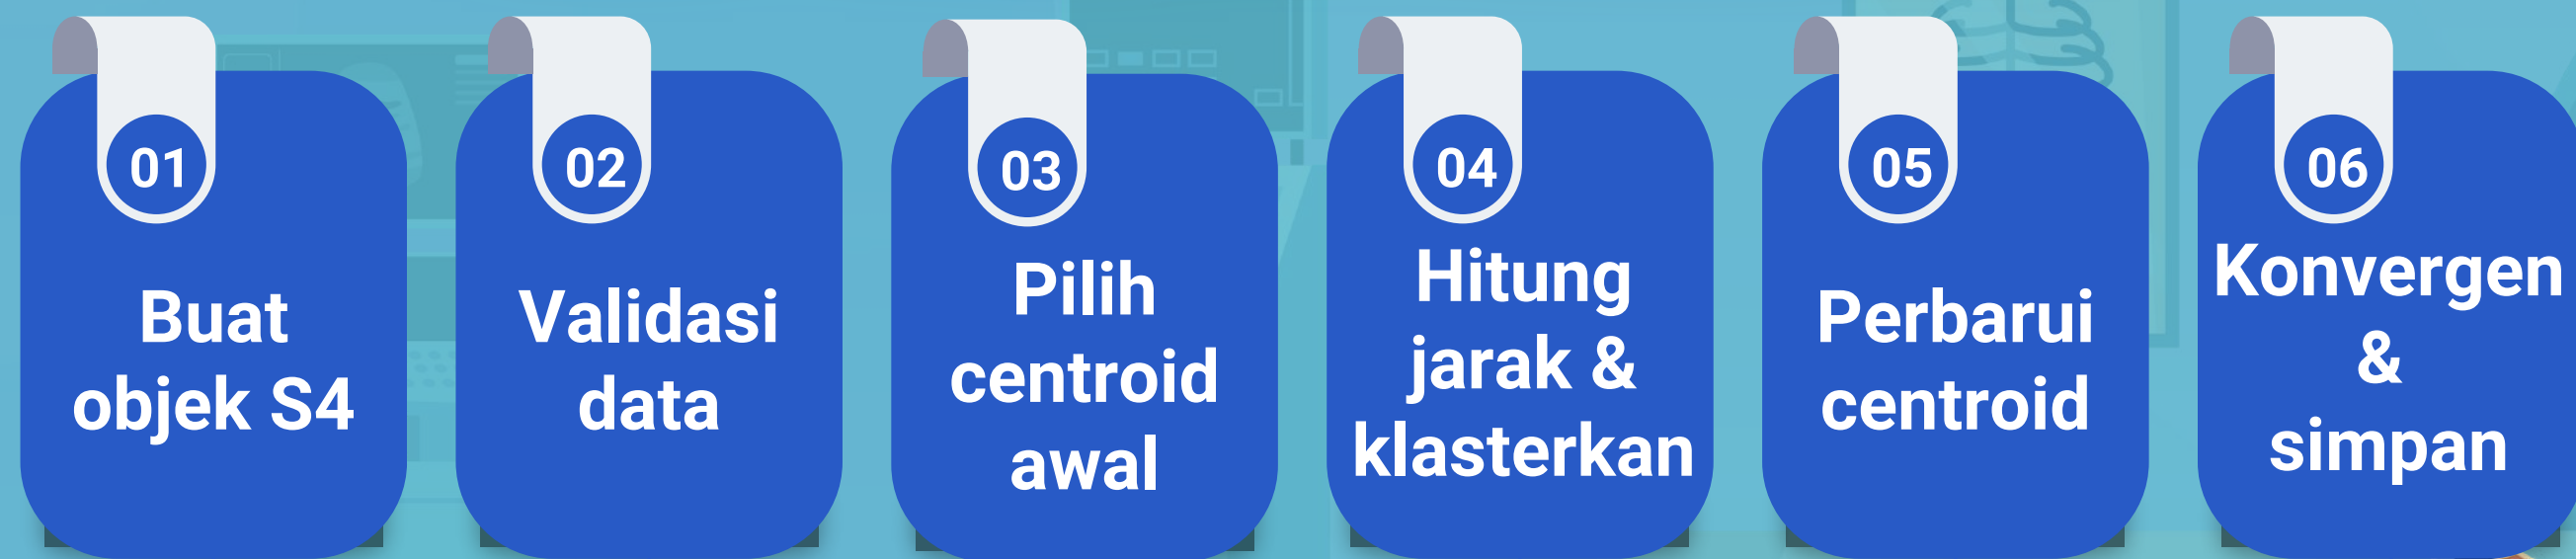 01
Buat
objek S4
02
Validasi
data
03
Pilih
centroid
awal
04
Hitung
jarak &
klasterkan
05
Perbarui
centroid
06
Konvergen
&
simpan